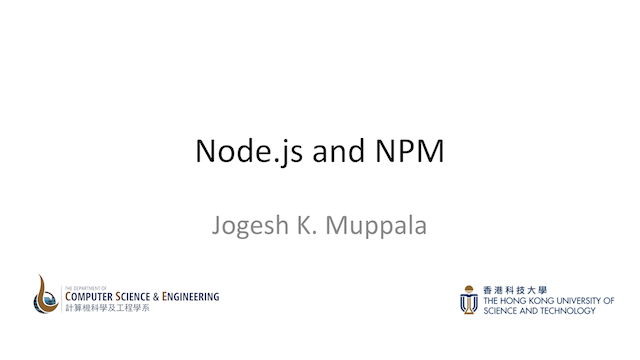 Node.js and NPM
Jogesh K. Muppala
THE DEPARTMENT OF
COMPUTER SCIENCE & ENGINEERING
計算機科學及工程學系
香港科技大學
THE HONG KONG UNIVERSITY OF
SCIENCE AND TECHNOLOGY